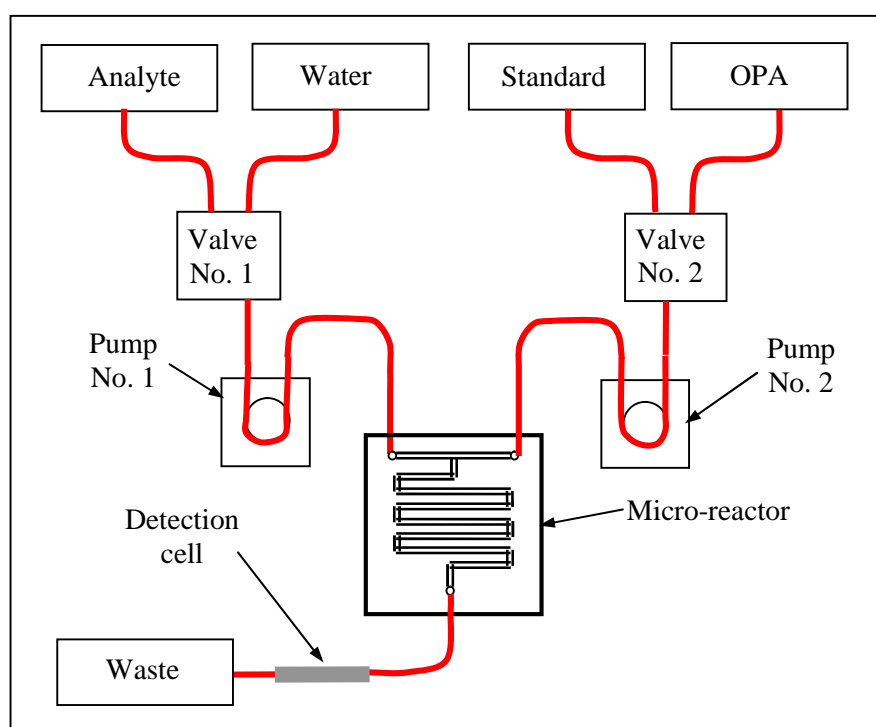 Analyte
Water
Standard
OPA
Valve
No. 1
Valve
No. 2
Pump
No. 1
Pump
No. 2
Micro-reactor
Detection
cell
Waste